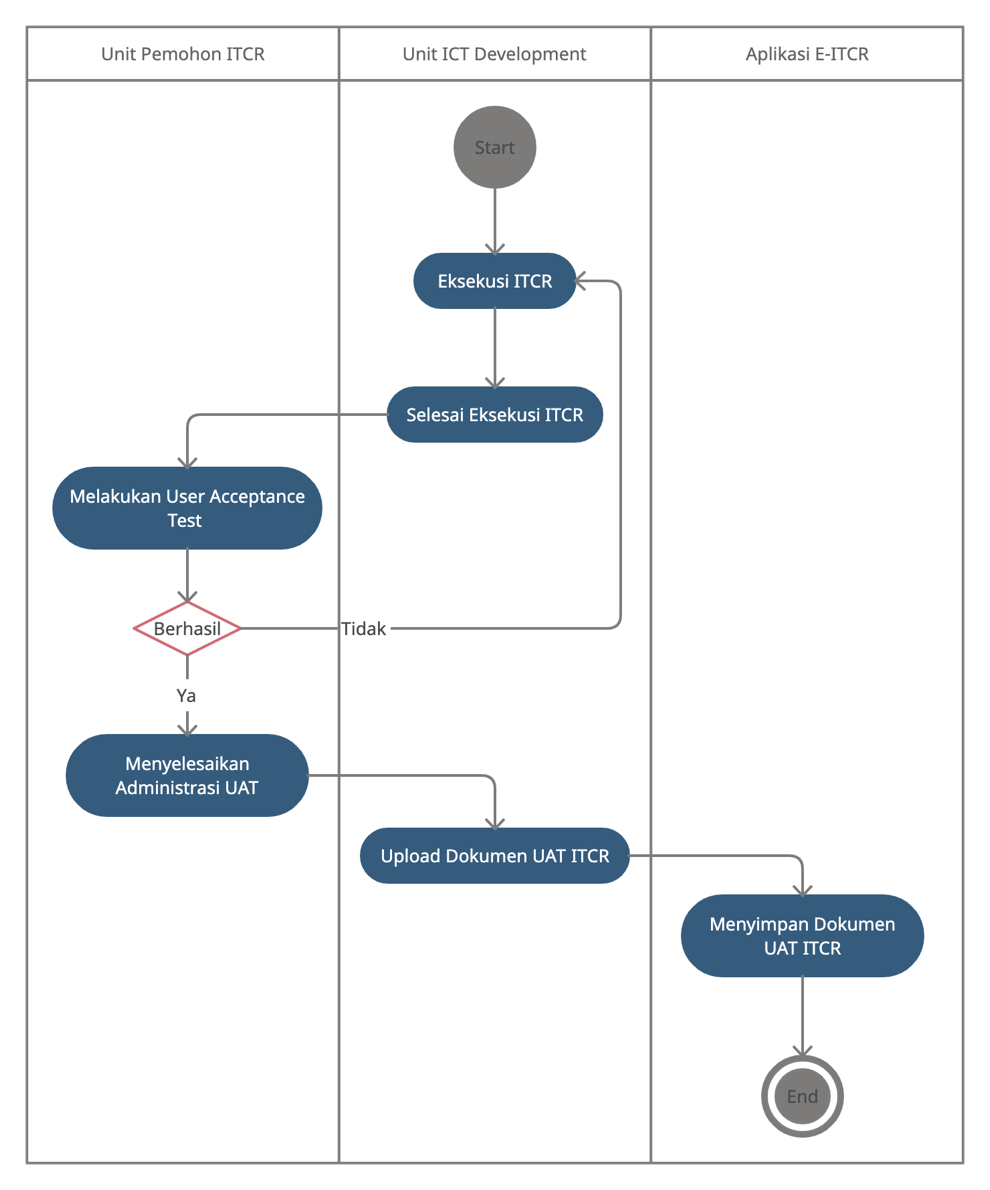 Unit Pemohon ITCR
Unit ICT Development
Aplikasi E-ITCR
Start
Eksekusi ITCR
Selesai Eksekusi ITCR
Melakukan User Acceptance
Test
Berhasil
Tidak
Ya
Menyelesaikan
Administrasi UAT
Upload Dokumen UAT ITCR
Menyimpan Dokumen
UAT ITCR
End